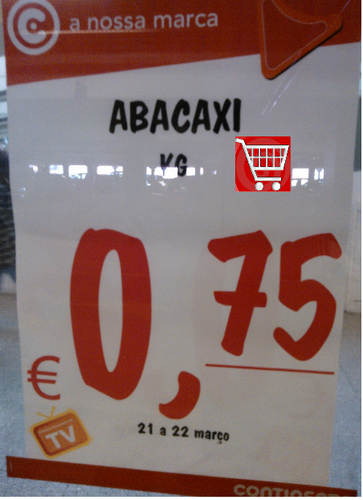 a nossa marca
ABACAXI
KG
€ 0,75
21 a 22 março
TV